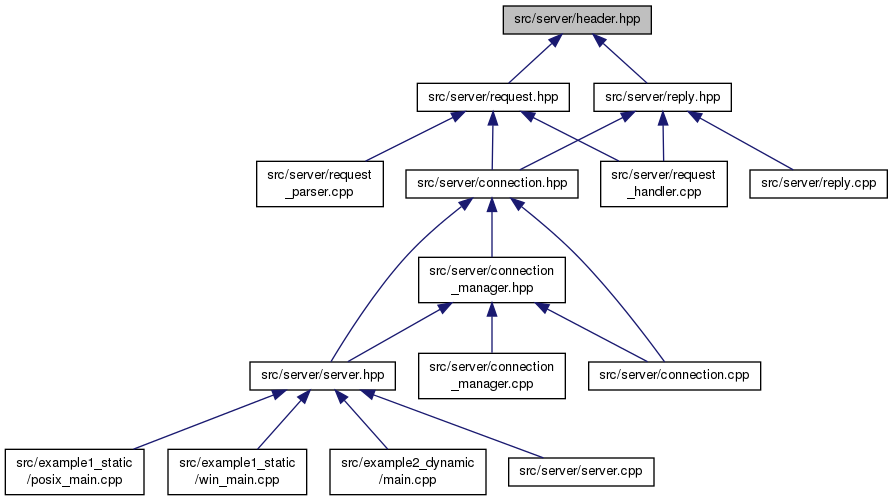 src/server/header.hpp
src/server/request.hpp
src/server/reply.hpp
src/server/request
_parser.cpp
src/server/connection.hpp
src/server/request
_handler.cpp
src/server/reply.cpp
src/server/connection
_manager.hpp
src/server/server.hpp
src/server/connection
_manager.cpp
src/server/connection.cpp
src/example1_static
/posix_main.cpp
src/example1_static
/win_main.cpp
src/example2_dynamic
/main.cpp
src/server/server.cpp